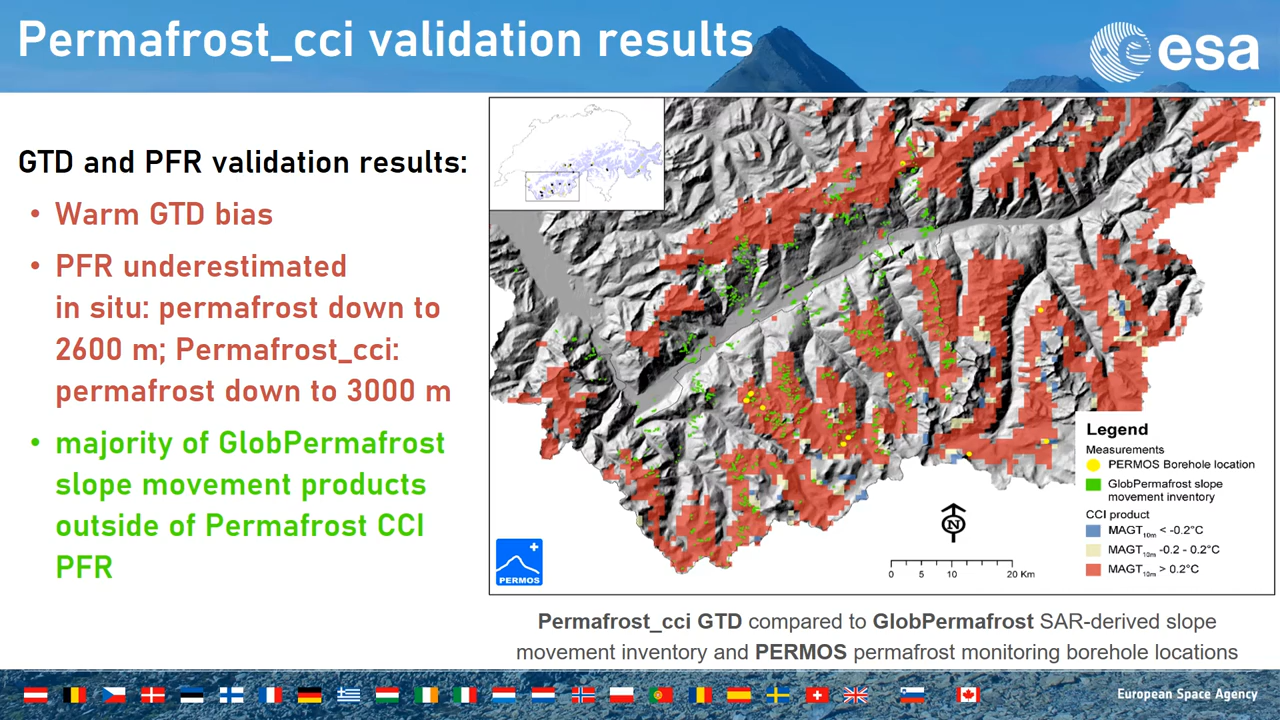 Permafrost_cci validation results
esa
GTD and PFR validation results:
• Warm GTD bias
• PFR underestimated
in situ: permafrost down to
2600 m; Permafrost_cci:
permafrost down to 3000 m
• majority of GlobPermafrost
slope movement products
outside of Permafrost CCI
PFR
Legend
Measurements
PERMOS Borehole location
GlobPermafrost slope
movement inventory
CCI product
MAGT10m < -0.2°C
MAGT10m -0.2 - 0.2°C
MAGT10m > 0.2°C
N
0 5 10 20 Km
PERMOS
Permafrost_cci GTD compared to GlobPermafrost SAR-derived slope
movement inventory and PERMOS permafrost monitoring borehole locations
European Space Agency